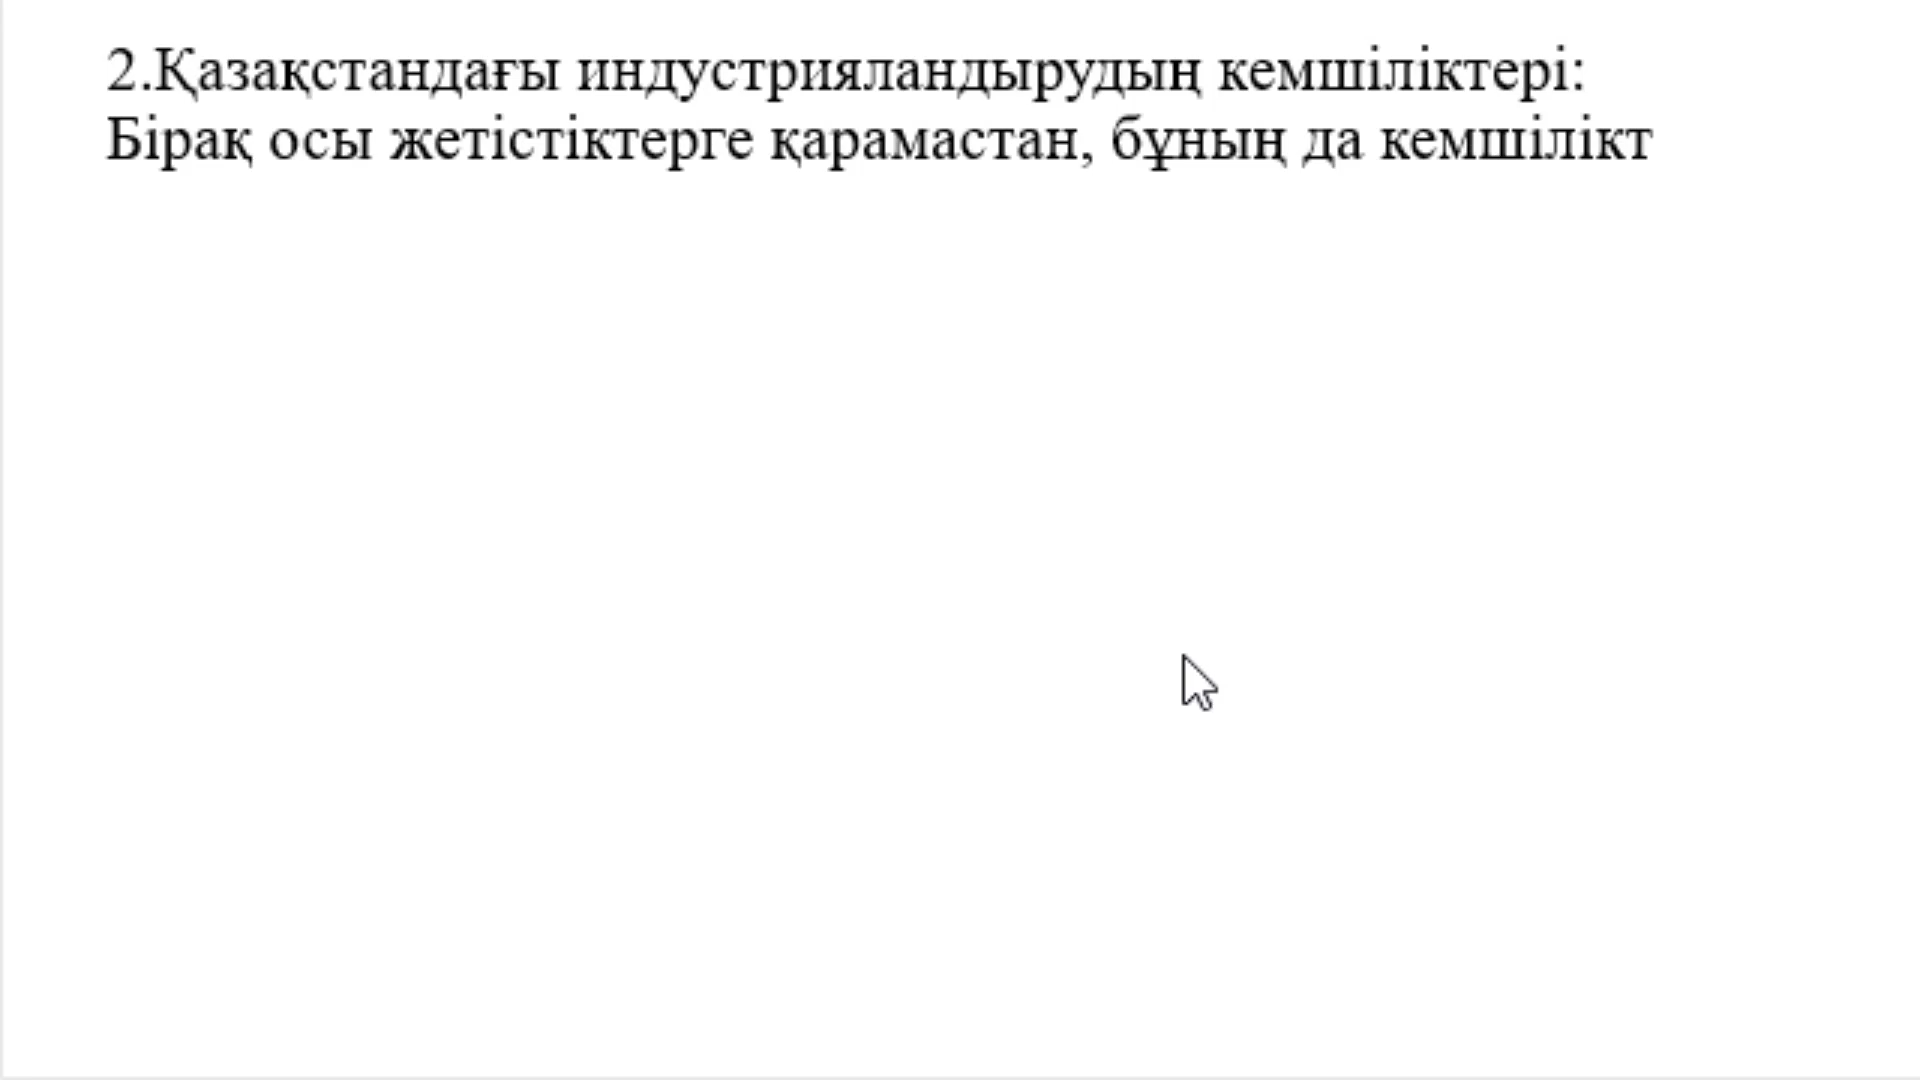 2.Қазақстандағы индустрияландырудың кемшіліктері:
Бірақ осы жетістіктерге қарамастан, бұның да кемшілікт